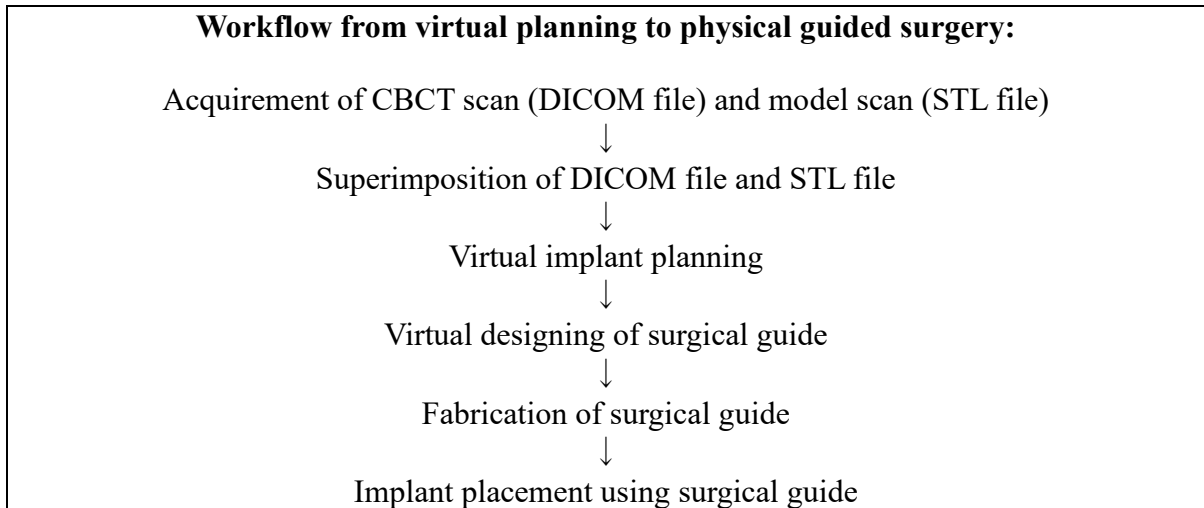 Workflow from virtual planning to physical guided surgery:
Acquirement of CBCT scan (DICOM file) and model scan (STL file)
↓
Superimposition of DICOM file and STL file
↓
Virtual implant planning
↓
Virtual designing of surgical guide
↓
Fabrication of surgical guide
↓
Implant placement using surgical guide